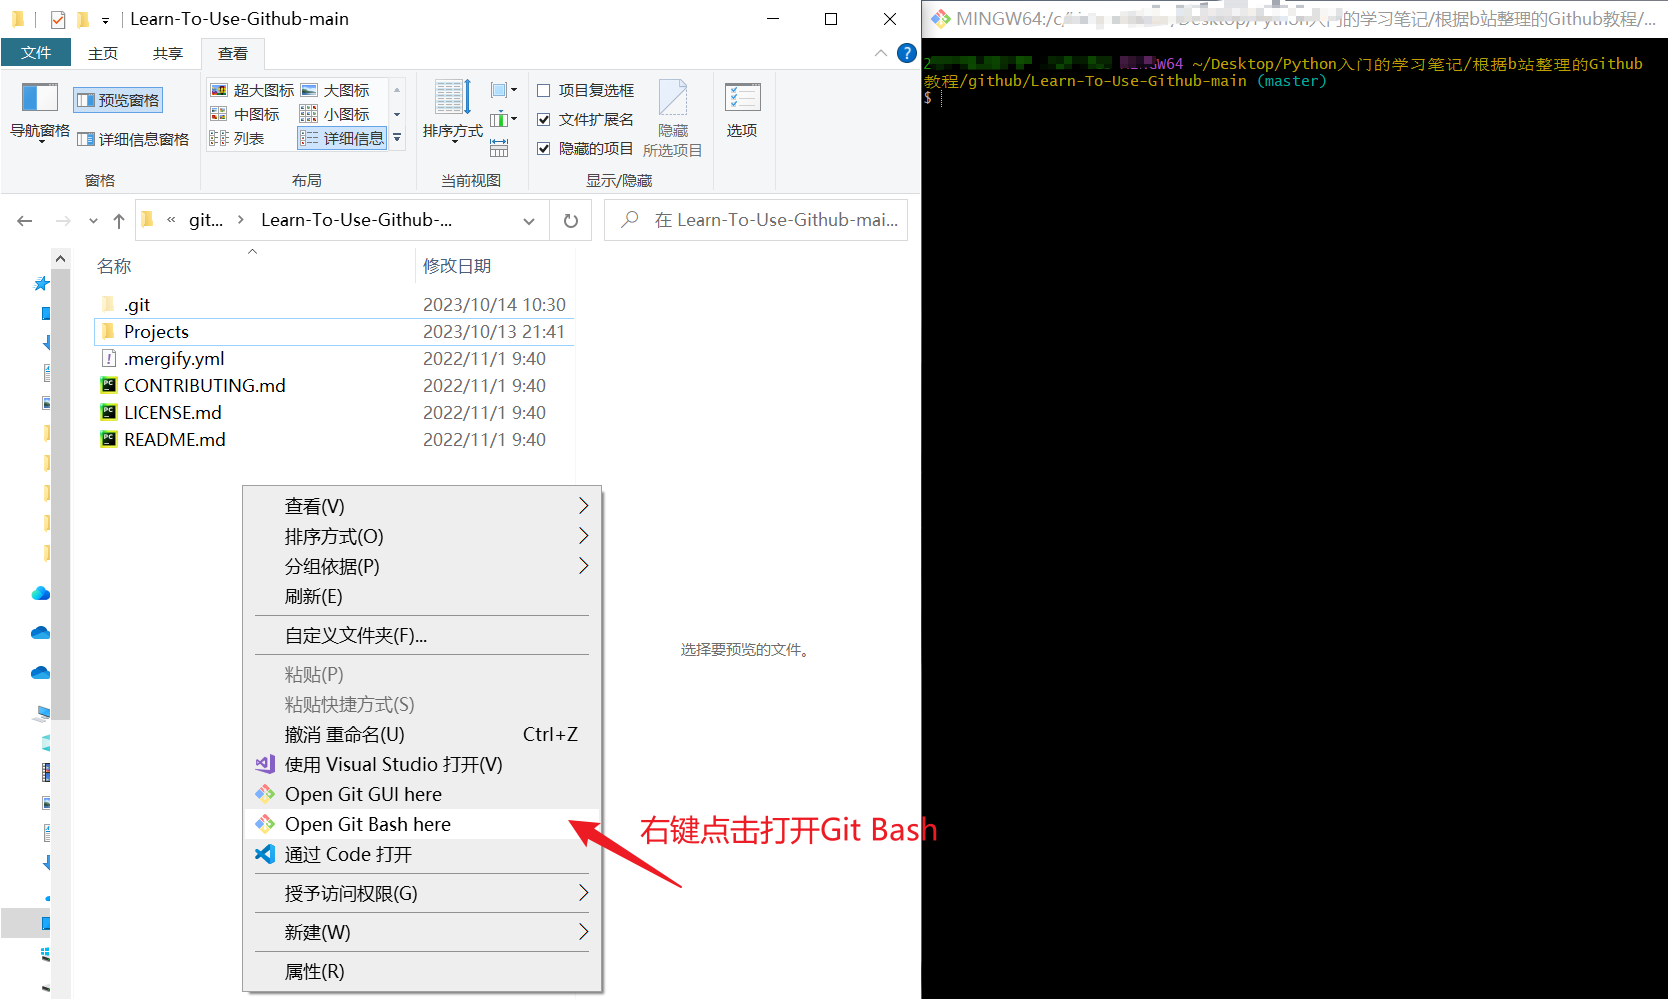 Learn-To-Use-Github-main
文件 主页 共享 查看
导航窗格
预览窗格
详细信息窗格
窗格
超大图标 大图标
中图标 小图标
列表 详细信息
布局
排序方式
当前视图
项目复选框
文件扩展名
隐藏的项目
隐藏
所选项目
显示/隐藏
选项
« git... › Learn-To-Use-Github-...
在 Learn-To-Use-Github-mai...
名称 修改日期
.git 2023/10/14 10:30
Projects 2023/10/13 21:41
.mergify.yml 2022/11/1 9:40
CONTRIBUTING.md 2022/11/1 9:40
LICENSE.md 2022/11/1 9:40
README.md 2022/11/1 9:40
查看(V)
排序方式(O)
分组依据(P)
刷新(E)
自定义文件夹(F)...
粘贴(P)
粘贴快捷方式(S)
撤消 重命名(U) Ctrl+Z
使用 Visual Studio 打开(V)
Open Git GUI here
Open Git Bash here
通过 Code 打开
授予访问权限(G)
新建(W)
属性(R)
选择要预览的文件。
右键点击打开Git Bash
MINGW64:/c/ /Desktop/Python入门的学习笔记/根据b站整理的Github教程/...
2 MINGW64 ~/Desktop/Python入门的学习笔记/根据b站整理的Github
教程/github/Learn-To-Use-Github-main (master)
$